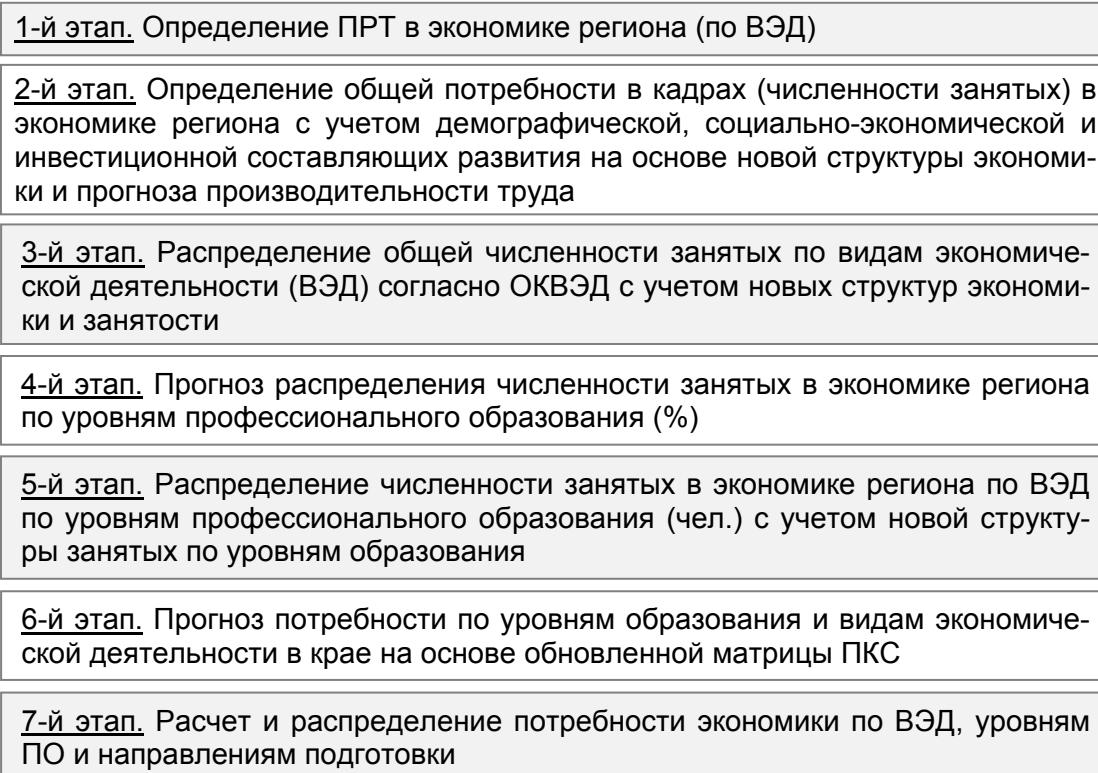 1-й этап. Определение ПРТ в экономике региона (по ВЭД)
2-й этап. Определение общей потребности в кадрах (численности занятых) в
экономике региона с учетом демографической, социально-экономической и
инвестиционной составляющих развития на основе новой структуры экономи-
ки и прогноза производительности труда
3-й этап. Распределение общей численности занятых по видам экономиче-
ской деятельности (ВЭД) согласно ОКВЭД с учетом новых структур экономи-
ки и занятости
4-й этап. Прогноз распределения численности занятых в экономике региона
по уровням профессионального образования (%)
5-й этап. Распределение численности занятых в экономике региона по ВЭД
по уровням профессионального образования (чел.) с учетом новой структу-
ры занятых по уровням образования
6-й этап. Прогноз потребности по уровням образования и видам экономиче-
ской деятельности в крае на основе обновленной матрицы ПКС
7-й этап. Расчет и распределение потребности экономики по ВЭД, уровням
ПО и направлениям подготовки